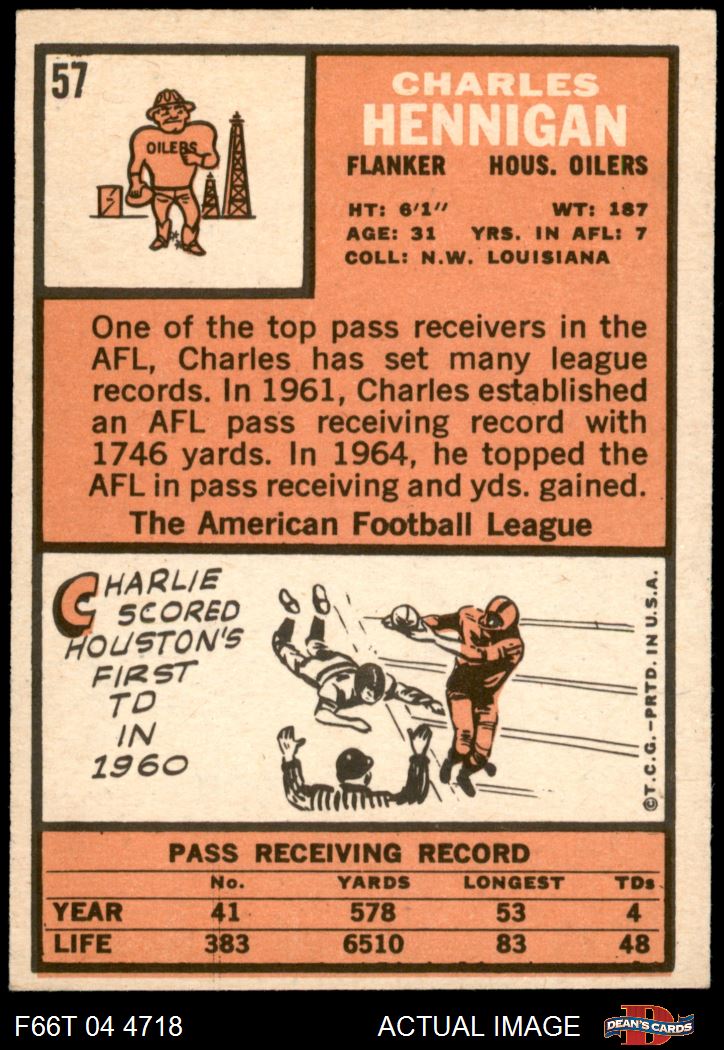 57
OILERS
CHARLES
HENNIGAN
FLANKER HOUS. OILERS
HT: 6'1" WT: 187
AGE: 31 YRS. IN AFL: 7
COLL: N.W. LOUISIANA
One of the top pass receivers in the
AFL, Charles has set many league
records. In 1961, Charles established
an AFL pass receiving record with
1746 yards. In 1964, he topped the
AFL in pass receiving and yds. gained.
The American Football League
CHARLIE
SCORED
HOUSTON'S
FIRST
TD
IN
1960
©T.C.G.-PRTD. IN U.S.A.
PASS RECEIVING RECORD
No. YARDS LONGEST TDs
YEAR 41 578 53 4
LIFE 383 6510 83 48
F66T 04 4718 ACTUAL IMAGE D DEAN'S CARDS